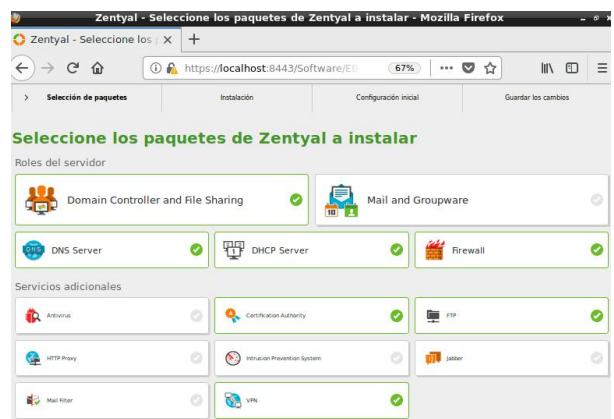 Zentyal - Seleccione los paquetes de Zentyal a instalar - Mozilla Firefox
Zentyal - Seleccione los
https://localhost:8443/Software/EB
67%
Selección de paquetes
Instalación
Configuración inicial
Guardar los cambios
Seleccione los paquetes de Zentyal a instalar
Roles del servidor
Domain Controller and File Sharing
Mail and Groupware
DNS Server
DHCP Server
Firewall
Servicios adicionales
Antivirus
Certification Authority
FTP
HTTP Proxy
Intrusion Prevention System
Jabber
Mail Filter
VPN